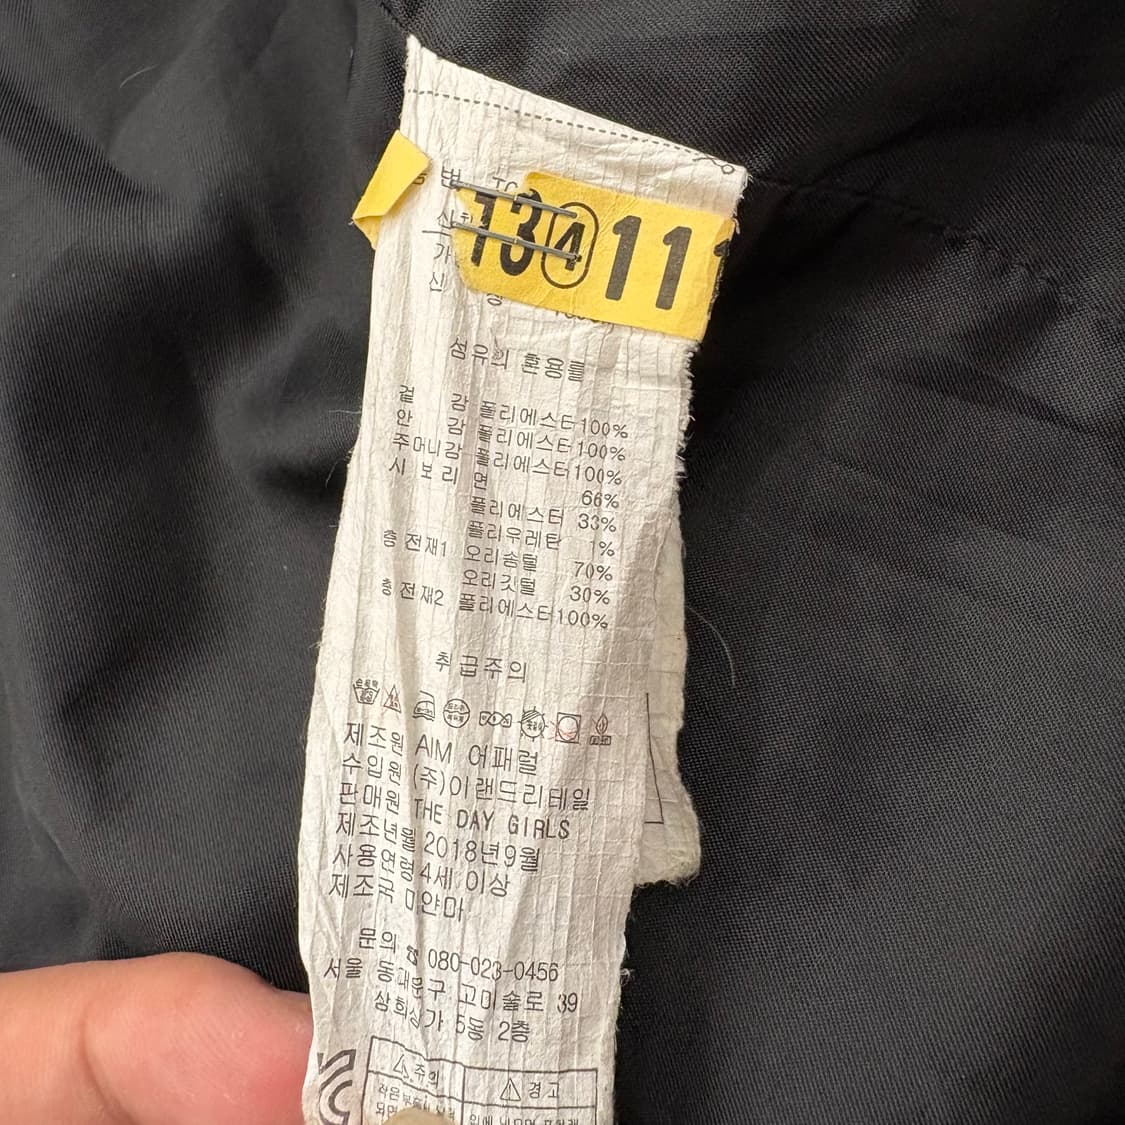 번
13④11
섬유의 혼용률
겉 감 폴리에스터100%
안 감 폴리에스터100%
주머니감 폴리에스터100%
시 보 리 면 66%
폴리에스터 33%
폴리우레탄 1%
충전재1 오리솜털 70%
오리깃털 30%
충전재2 폴리에스터100%
취급주의
제조원 AIM 어패럴
수입원 (주)이랜드리테일
판매원 THE DAY GIRLS
제조년월 2018년9월
사용연령 4세 이상
제조국 미얀마
문의 ☎ 080-023-0456
서울 동대문구 고미술로 39
상희상가 5동 2층
⚠주의 ⚠경고